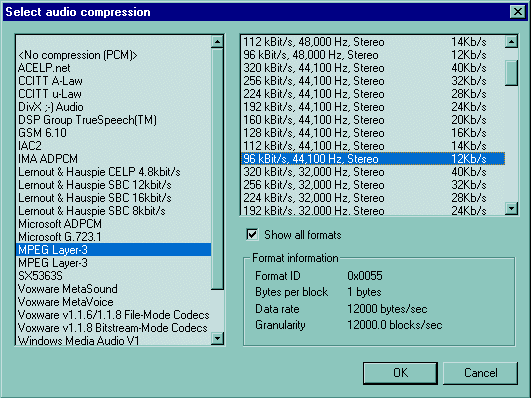 Select audio compression
<No compression (PCM)>
ACELP.net
CCITT A-Law
CCITT u-Law
DivX ;-) Audio
DSP Group TrueSpeech(TM)
GSM 6.10
IAC2
IMA ADPCM
Lernout & Hauspie CELP 4.8kbit/s
Lernout & Hauspie SBC 12kbit/s
Lernout & Hauspie SBC 16kbit/s
Lernout & Hauspie SBC 8kbit/s
Microsoft ADPCM
Microsoft G.723.1
MPEG Layer-3
MPEG Layer-3
SX5363S
Voxware MetaSound
Voxware MetaVoice
Voxware v1.1.6/1.1.8 File-Mode Codecs
Voxware v1.1.8 Bitstream-Mode Codecs
Windows Media Audio V1
112 kBit/s, 48,000 Hz, Stereo 14Kb/s
96 kBit/s, 48,000 Hz, Stereo 12Kb/s
320 kBit/s, 44,100 Hz, Stereo 40Kb/s
256 kBit/s, 44,100 Hz, Stereo 32Kb/s
224 kBit/s, 44,100 Hz, Stereo 28Kb/s
192 kBit/s, 44,100 Hz, Stereo 24Kb/s
160 kBit/s, 44,100 Hz, Stereo 20Kb/s
128 kBit/s, 44,100 Hz, Stereo 16Kb/s
112 kBit/s, 44,100 Hz, Stereo 14Kb/s
96 kBit/s, 44,100 Hz, Stereo 12Kb/s
320 kBit/s, 32,000 Hz, Stereo 40Kb/s
256 kBit/s, 32,000 Hz, Stereo 32Kb/s
224 kBit/s, 32,000 Hz, Stereo 28Kb/s
192 kBit/s, 32,000 Hz, Stereo 24Kb/s
Show all formats
Format information
Format ID 0x0055
Bytes per block 1 bytes
Data rate 12000 bytes/sec
Granularity 12000.0 blocks/sec
OK Cancel